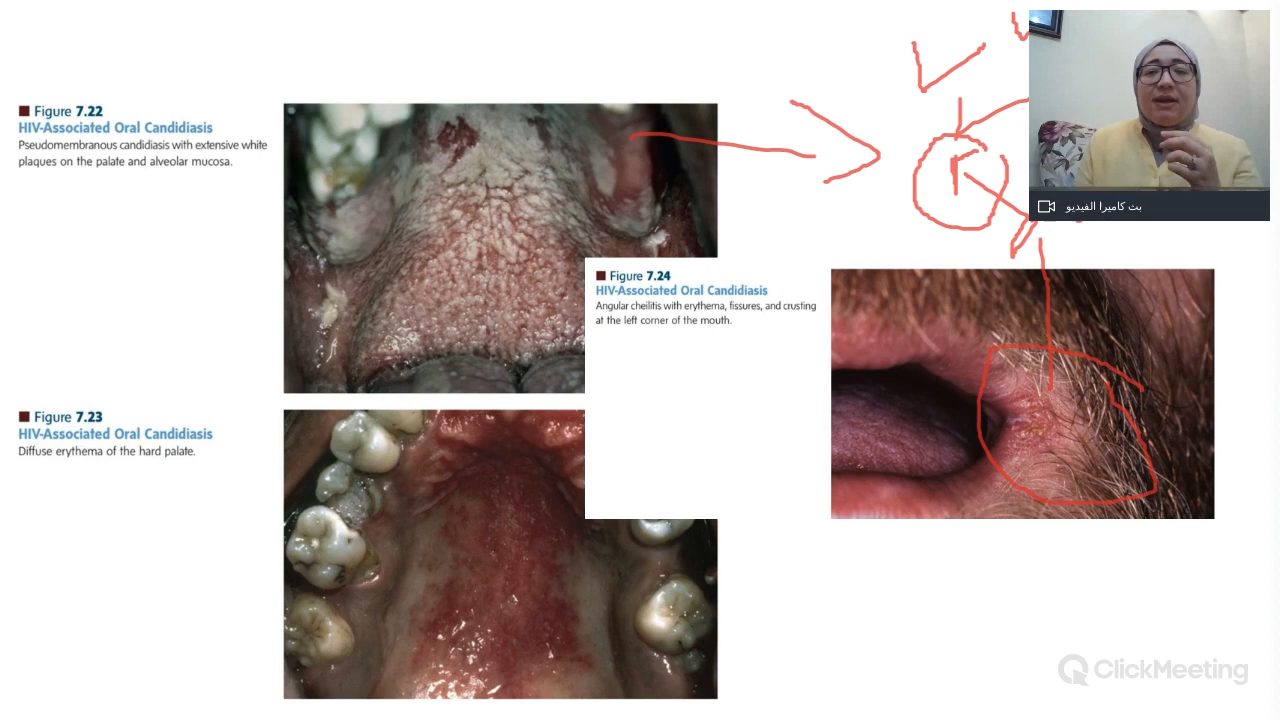 Figure 7.22
HIV-Associated Oral Candidiasis
Pseudomembranous candidiasis with extensive white
plaques on the palate and alveolar mucosa.
Figure 7.24
HIV-Associated Oral Candidiasis
Angular cheilitis with erythema, fissures, and crusting
at the left corner of the mouth.
Figure 7.23
HIV-Associated Oral Candidiasis
Diffuse erythema of the hard palate.
بث كاميرا الفيديو
ClickMeeting